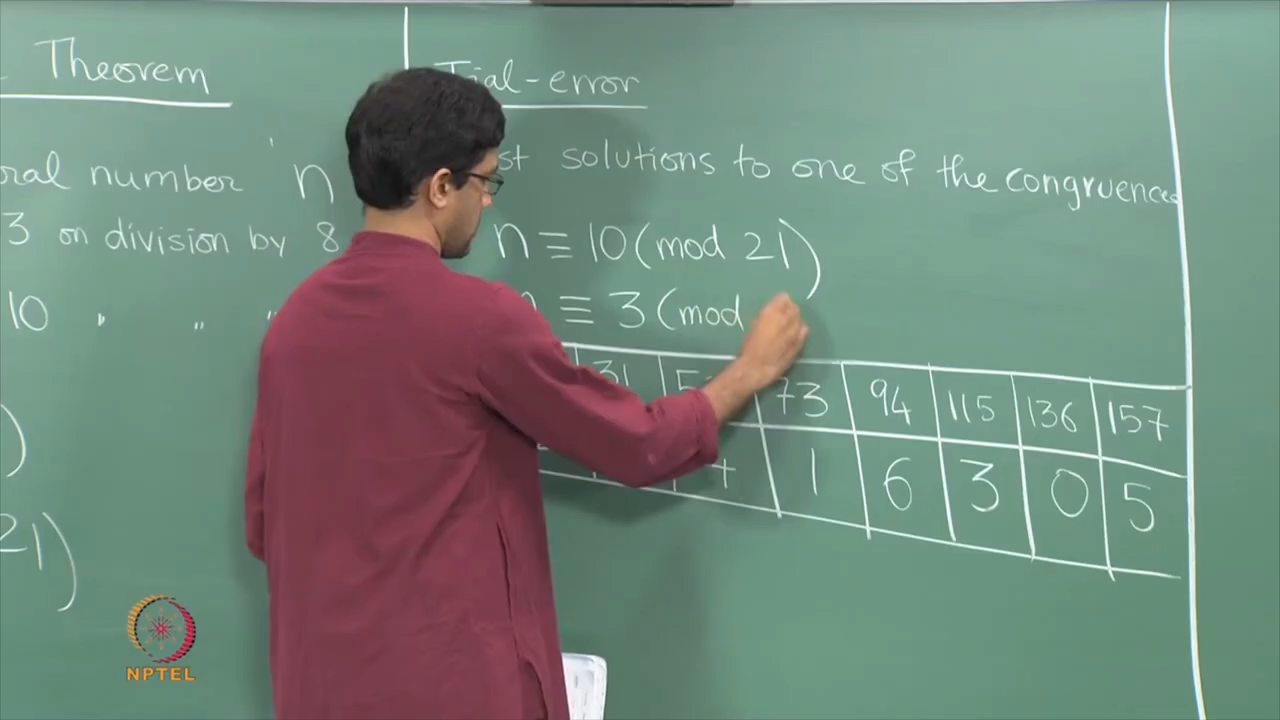 Theorem
number n
3 on division by 8
10 " " "
)
21)
Trial-error
solutions to one of the congruences
n ≡ 10 (mod 21)
≡ 3 (mod
31 73 94 115 136 157
1 6 3 0 5
NPTEL